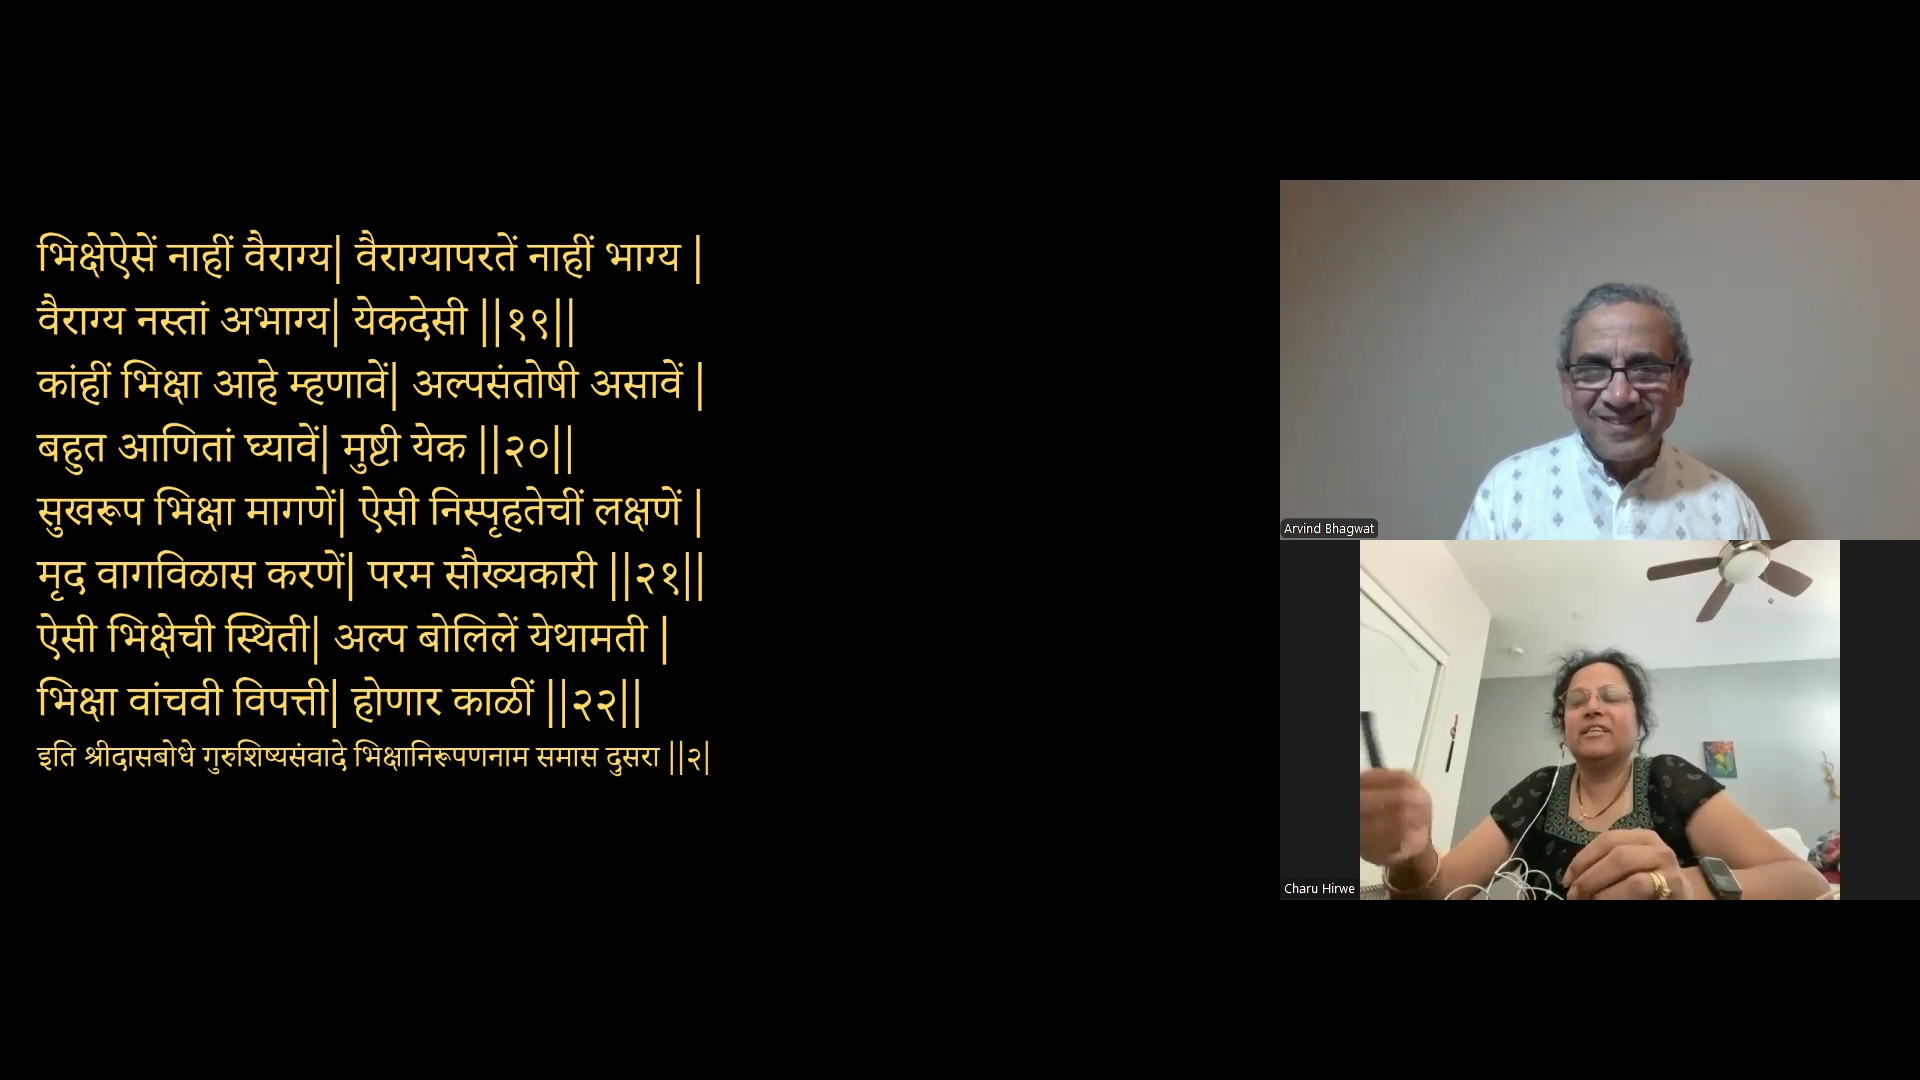 भिक्षेऐसें नाहीं वैराग्य| वैराग्यापरतें नाहीं भाग्य |
वैराग्य नस्तां अभाग्य| येकदेसी ||१९||
कांहीं भिक्षा आहे म्हणावें| अल्पसंतोषी असावें |
बहुत आणितां घ्यावें| मुष्टी येक ||२०||
सुखरूप भिक्षा मागणें| ऐसी निस्पृहतेचीं लक्षणें |
मृद वागविळास करणें| परम सौख्यकारी ||२१||
ऐसी भिक्षेची स्थिती| अल्प बोलिलें येथामती |
भिक्षा वांचवी विपत्ती| होणार काळीं ||२२||
इति श्रीदासबोधे गुरुशिष्यसंवादे भिक्षानिरूपणनाम समास दुसरा ||२|
Arvind Bhagwat
Charu Hirwe